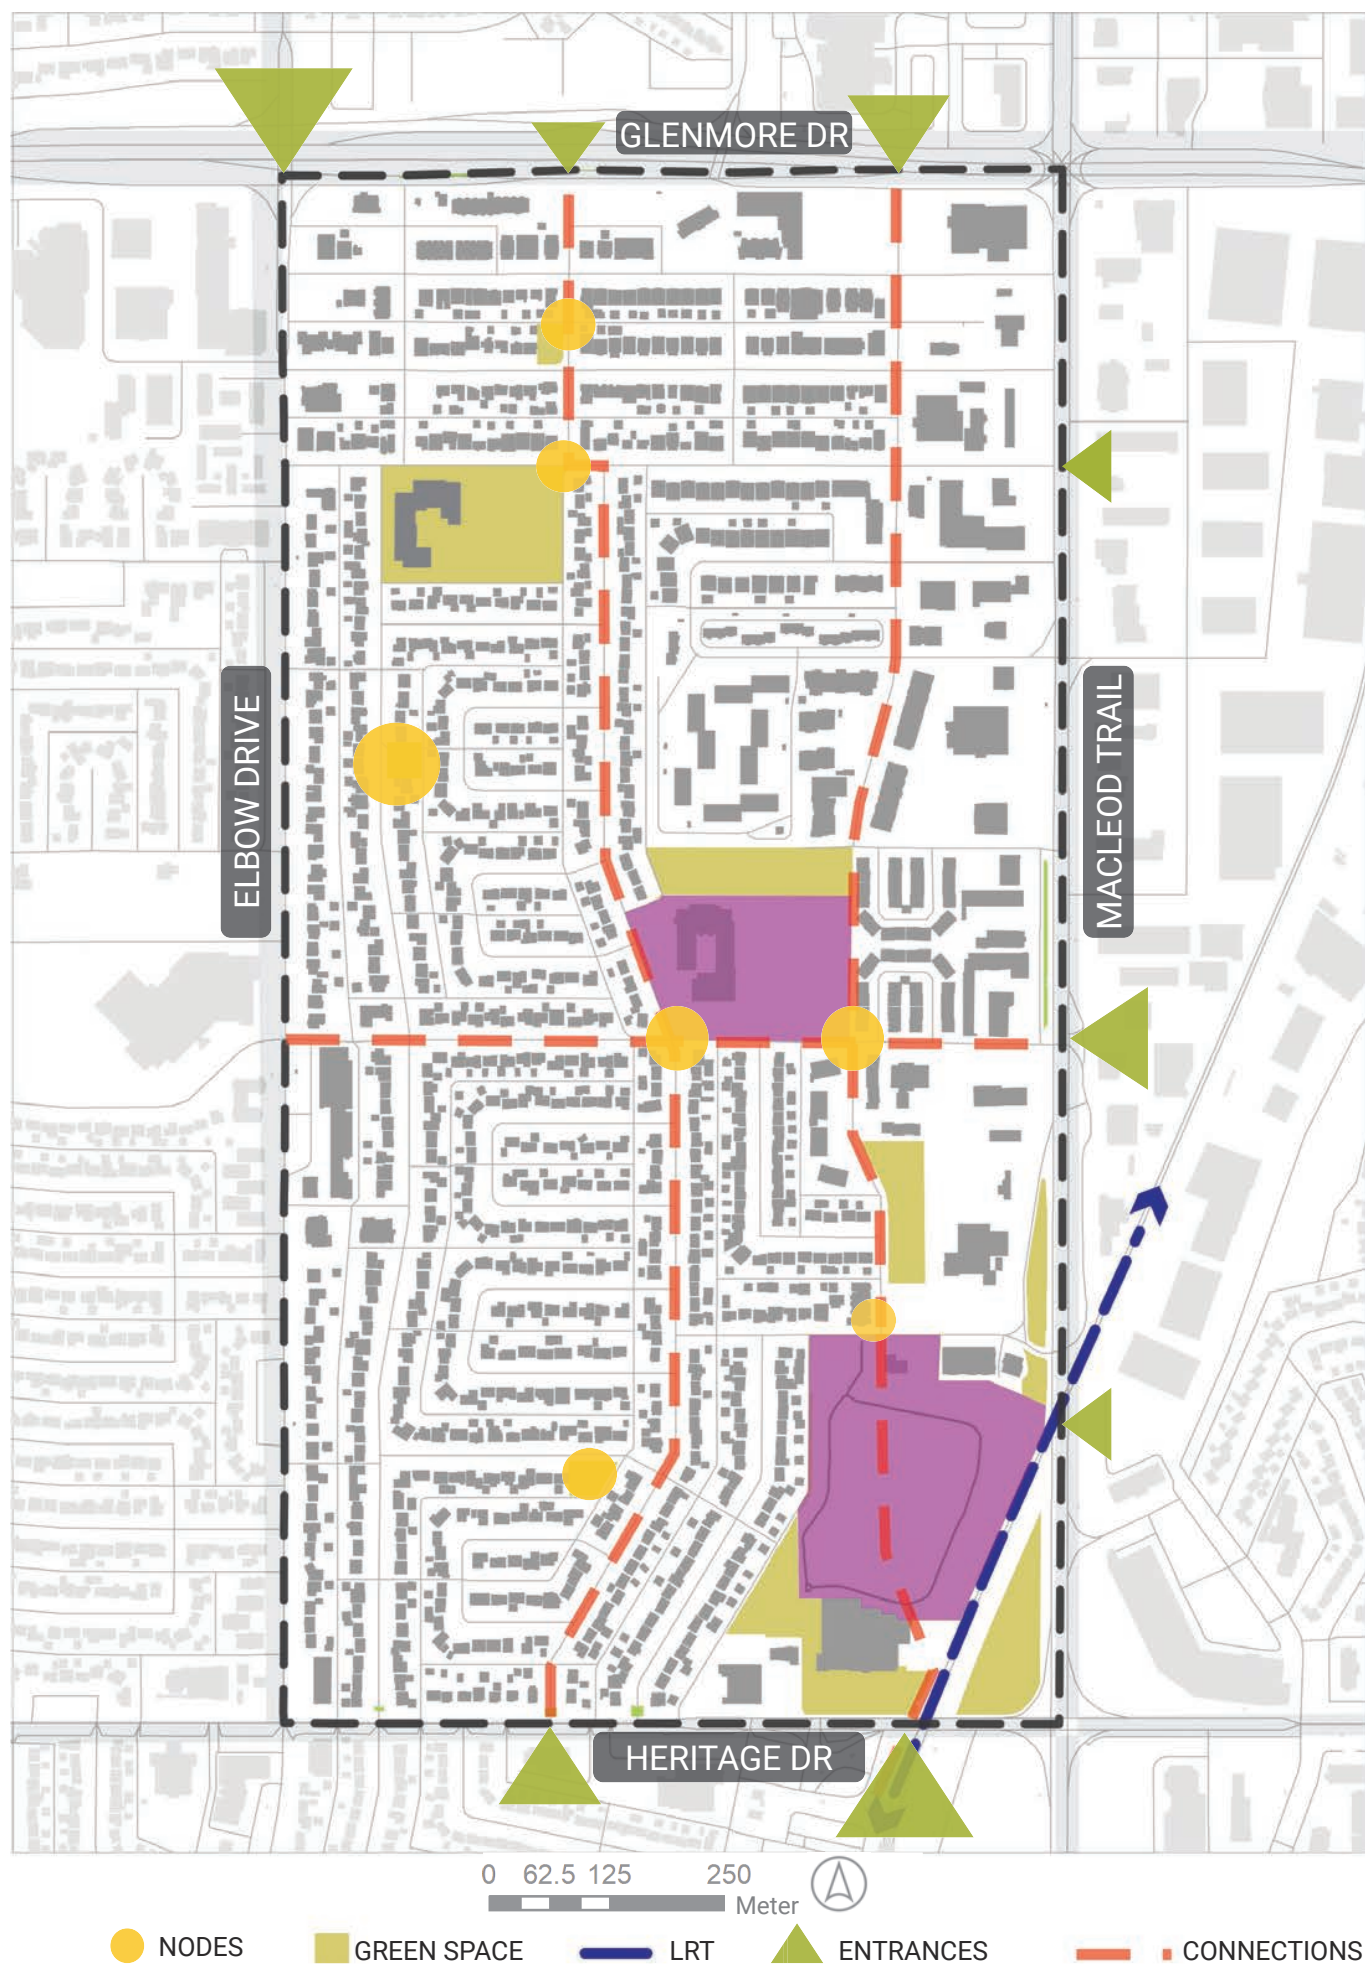 GLENMORE DR
ELBOW DRIVE
MACLEOD TRAIL
HERITAGE DR
0 62.5 125 250
Meter
NODES GREEN SPACE LRT ENTRANCES CONNECTIONS